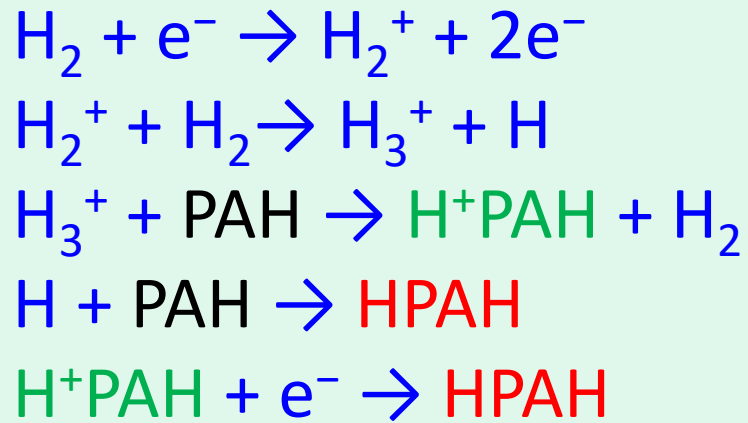 H₂ + e⁻ → H₂⁺ + 2e⁻
H₂⁺ + H₂ → H₃⁺ + H
H₃⁺ + PAH → H⁺PAH + H₂
H + PAH → HPAH
H⁺PAH + e⁻ → HPAH